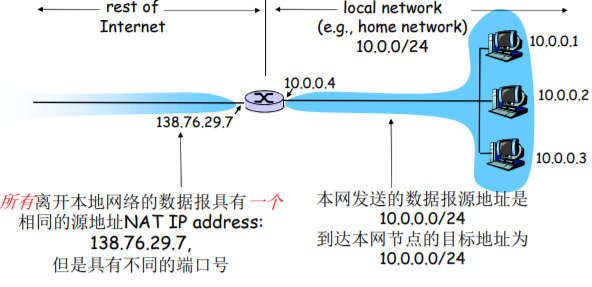 rest of
Internet
local network
(e.g., home network)
10.0.0/24
10.0.0.1
10.0.0.4
10.0.0.2
138.76.29.7
10.0.0.3
所有离开本地网络的数据报具有一个
相同的源地址NAT IP address:
138.76.29.7,
但是具有不同的端口号
本网发送的数据报源地址是
10.0.0.0/24
到达本网节点的目标地址为
10.0.0.0/24